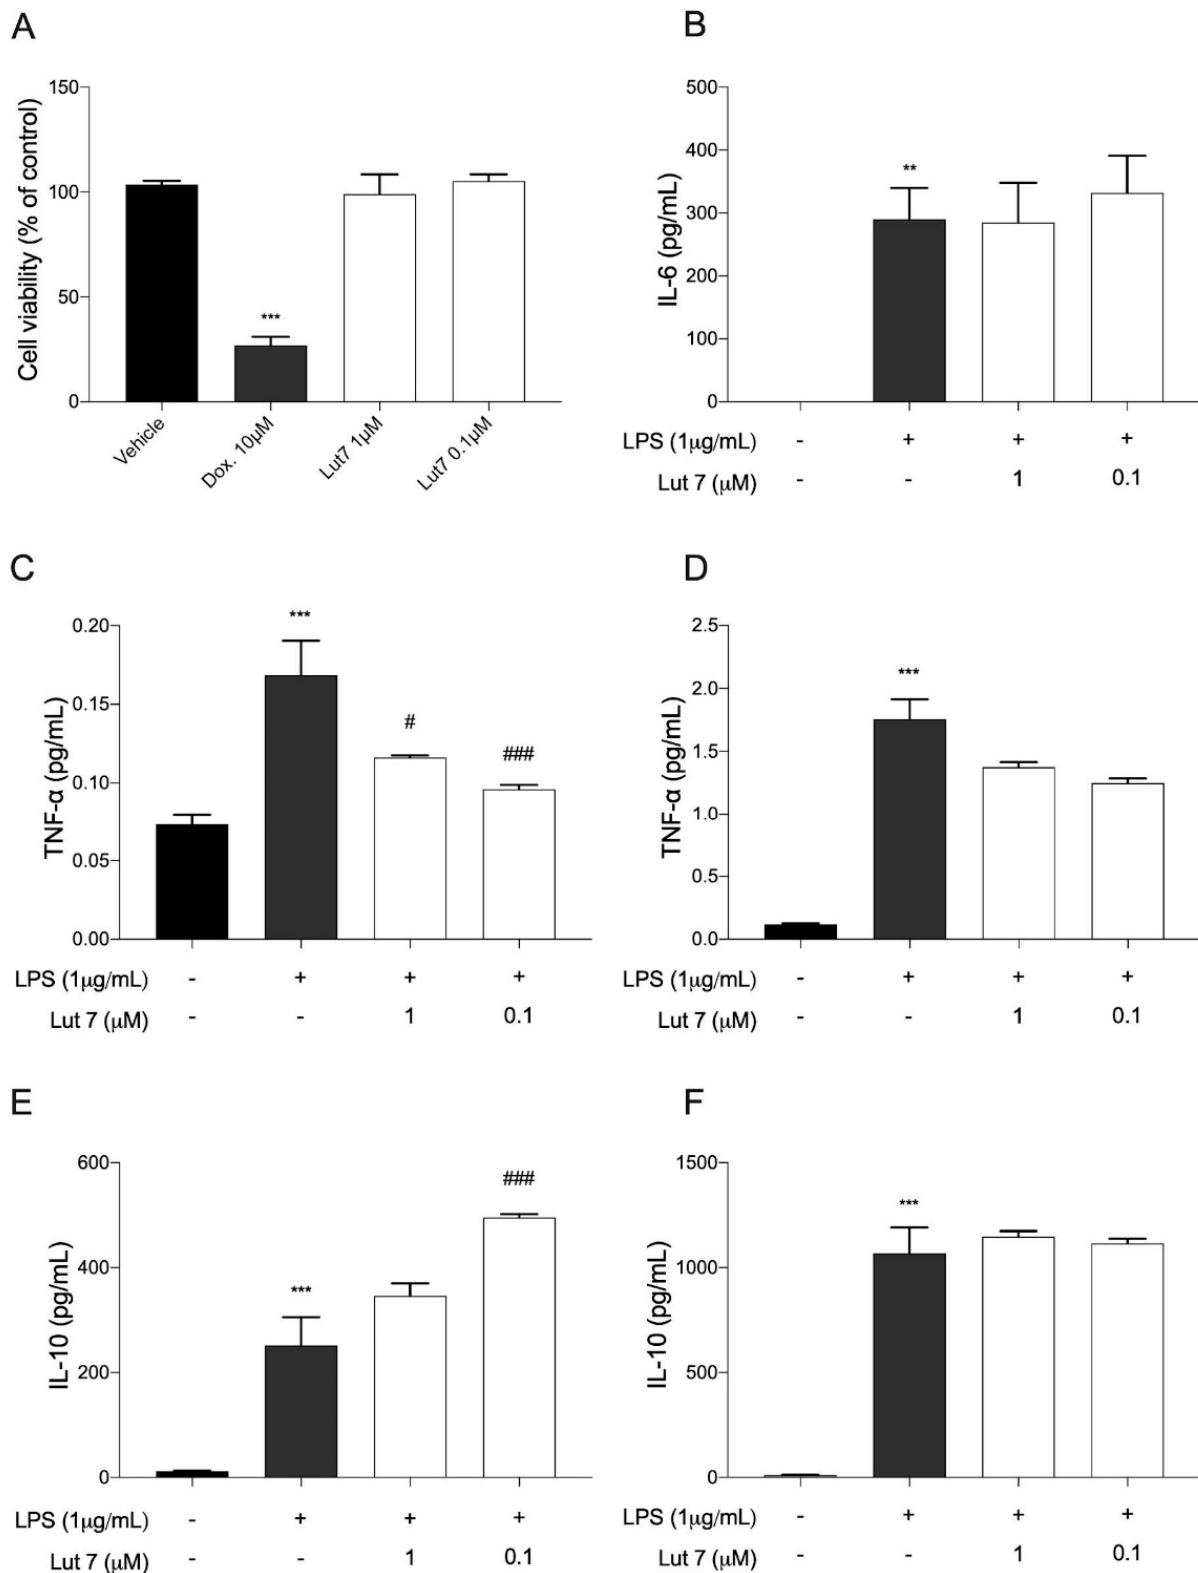 A
Cell viability (% of control)
150
100
50
0
***
Vehicle
Dox. 10μM
Lut7 1μM
Lut7 0.1μM
B
IL-6 (pg/mL)
500
400
300
200
100
0
**
LPS (1μg/mL) - + + +
Lut 7 (μM) - - 1 0.1
C
TNF-α (pg/mL)
0.20
0.15
0.10
0.05
0.00
***
#
###
LPS (1μg/mL) - + + +
Lut 7 (μM) - - 1 0.1
D
TNF-α (pg/mL)
2.5
2.0
1.5
1.0
0.5
0.0
***
LPS (1μg/mL) - + + +
Lut 7 (μM) - - 1 0.1
E
IL-10 (pg/mL)
600
400
200
0
***
###
LPS (1μg/mL) - + + +
Lut 7 (μM) - - 1 0.1
F
IL-10 (pg/mL)
1500
1000
500
0
***
LPS (1μg/mL) - + + +
Lut 7 (μM) - - 1 0.1